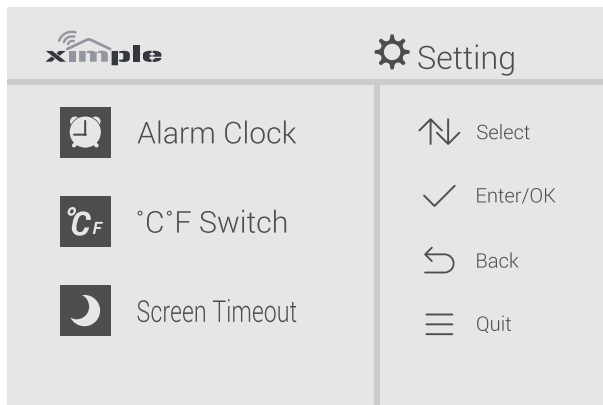 ximple
Setting
Alarm Clock
Select
Enter/OK
°C F
°C°F Switch
Back
Screen Timeout
Quit